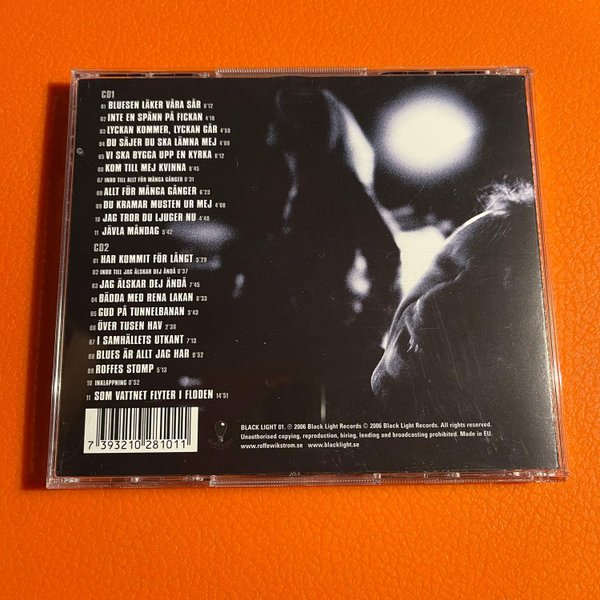 CD1
01 BLUESEN LÄKER VÅRA SÅR 6'12
02 INTE EN SPÄNN PÅ FICKAN 4'18
03 LYCKAN KOMMER, LYCKAN GÅR 4'59
04 DU SÄJER DU SKA LÄMNA MEJ 4'09
05 VI SKA BYGGA UPP EN KYRKA 6'12
06 KOM TILL MEJ KVINNA 8'45
07 INRO TILL ALLT FÖR MÅNGA GÅNGER 0'31
08 ALLT FÖR MÅNGA GÅNGER 6'23
09 DU KRAMAR MUSTEN UR MEJ 4'00
10 JAG TROR DU LJUGER NU 4'49
11 JÄVLA MÅNDAG 5'42
CD2
01 HAR KOMMIT FÖR LÅNGT 5'29
02 INRO TILL JAG ÄLSKAR DEJ ÄNDÅ 0'37
03 JAG ÄLSKAR DEJ ÄNDÅ 7'45
04 BÄDDA MED RENA LAKAN 6'33
05 GUD PÅ TUNNELBANAN 3'43
06 ÖVER TUSEN HAV 2'36
07 I SAMHÄLLETS UTKANT 7'13
08 BLUES ÄR ALLT JAG HAR 8'52
09 ROFFES STOMP 5'13
10 INKLAPPNING 0'52
11 SOM VATTNET FLYTER I FLODEN 14'51
7 393210 281011
BLACK LIGHT 01. ℗ 2006 Black Light Records © 2006 Black Light Records. All rights reserved.
Unauthorised copying, reproduction, hiring, lending and broadcasting prohibited. Made in EU.
www.roffewikstrom.se www.blacklight.se